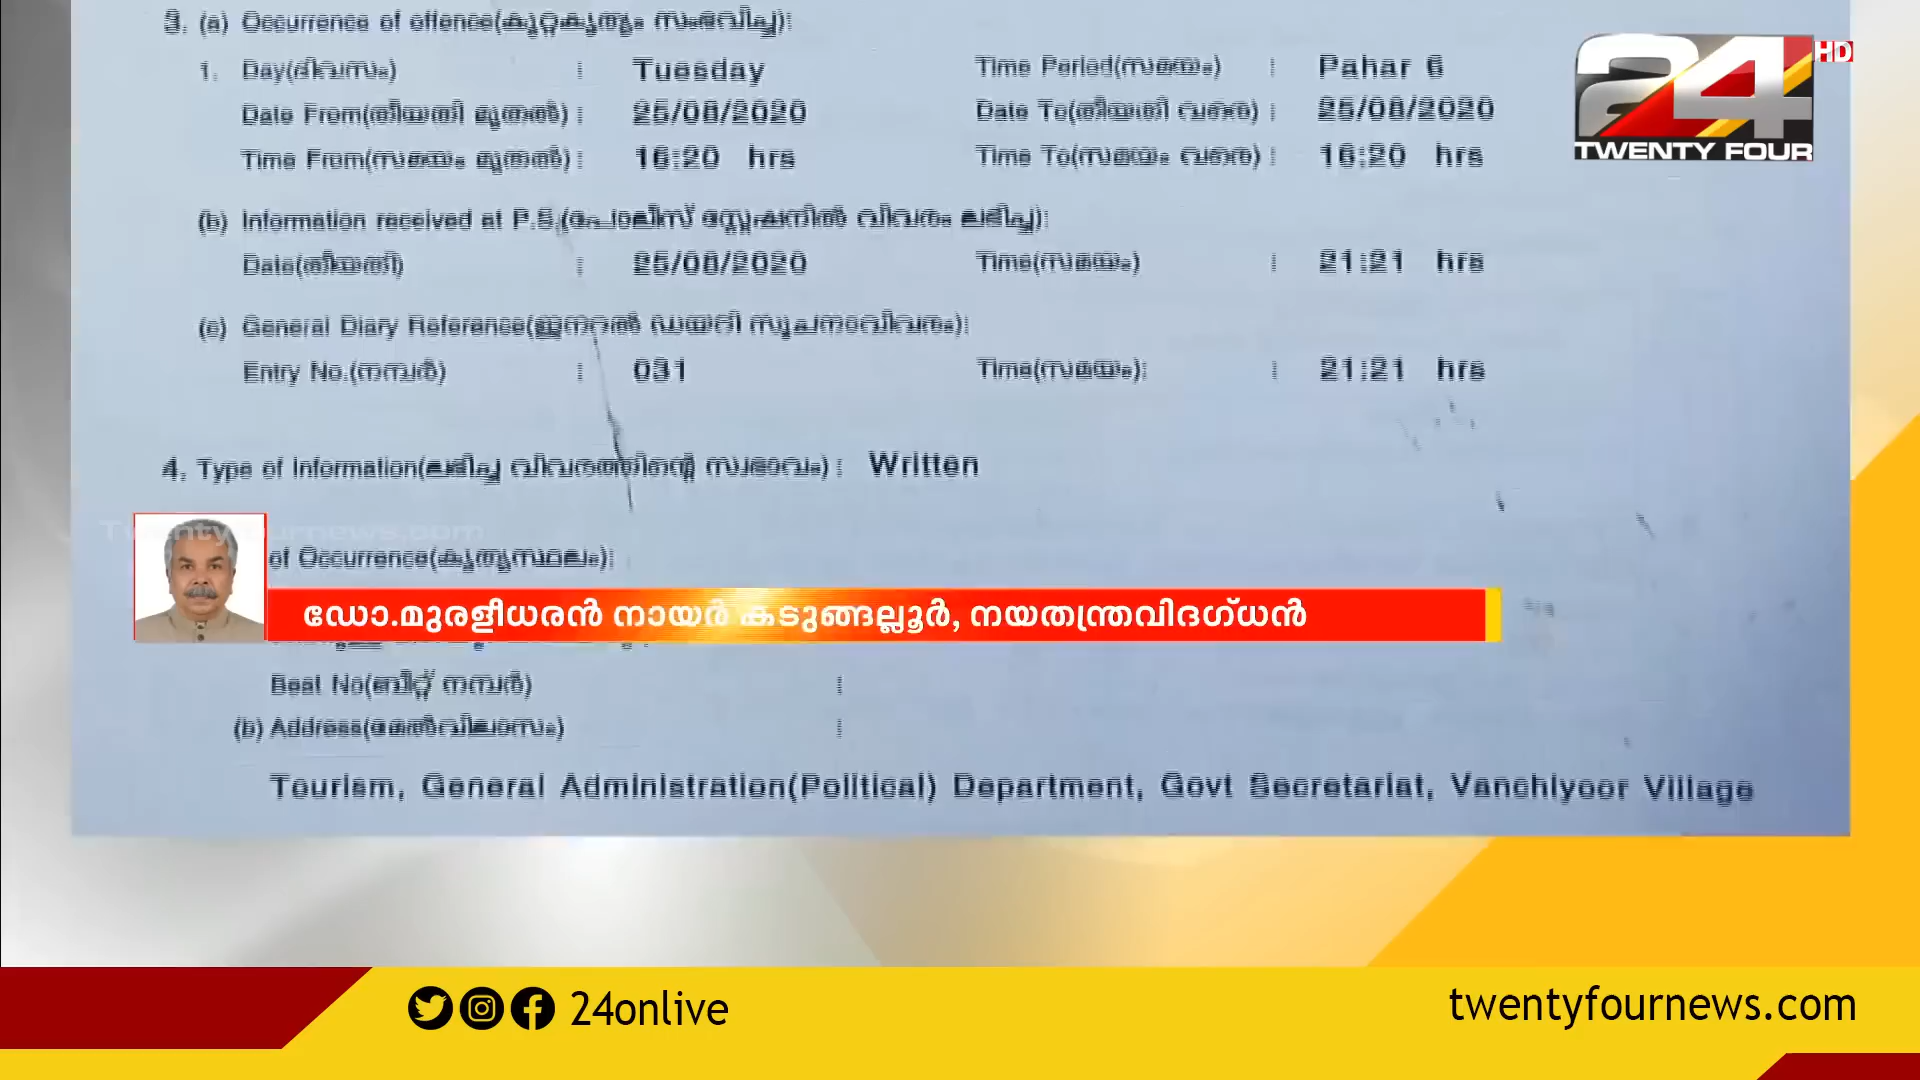 3. (a) Occurrence of offence(കുറ്റകൃത്യം സംഭവിച്ച):
1. Day(ദിവസം) : Tuesday Time Period(സമയം) : Pahar 6
Date From(തീയതി മുതൽ) : 25/08/2020 Date To(തീയതി വരെ) : 25/08/2020
Time From(സമയം മുതൽ) : 16:20 hrs Time To(സമയം വരെ) : 16:20 hrs
(b) Information received at P.S.(പോലീസ് സ്റ്റേഷനിൽ വിവരം ലഭിച്ച):
Date(തീയതി) : 25/08/2020 Time(സമയം) : 21:21 hrs
(c) General Diary Reference(ജനറൽ ഡയറി സൂചനാവിവരം):
Entry No.(നമ്പർ) : 031 Time(സമയം): : 21:21 hrs
4. Type of Information(ലഭിച്ച വിവരത്തിന്റെ സ്വഭാവം) : Written
Twentyfournews.com
of Occurrence(കൃത്യസ്ഥലം):
ഡോ.മുരളീധരൻ നായർ കടുങ്ങല്ലൂർ, നയതന്ത്രവിദഗ്ധൻ
Beat No(ബീറ്റ് നമ്പർ) :
(b) Address(മേൽവിലാസം) :
Tourism, General Administration(Political) Department, Govt Secretariat, Vanchiyoor Village
24 HD
TWENTY FOUR
24onlive
twentyfournews.com